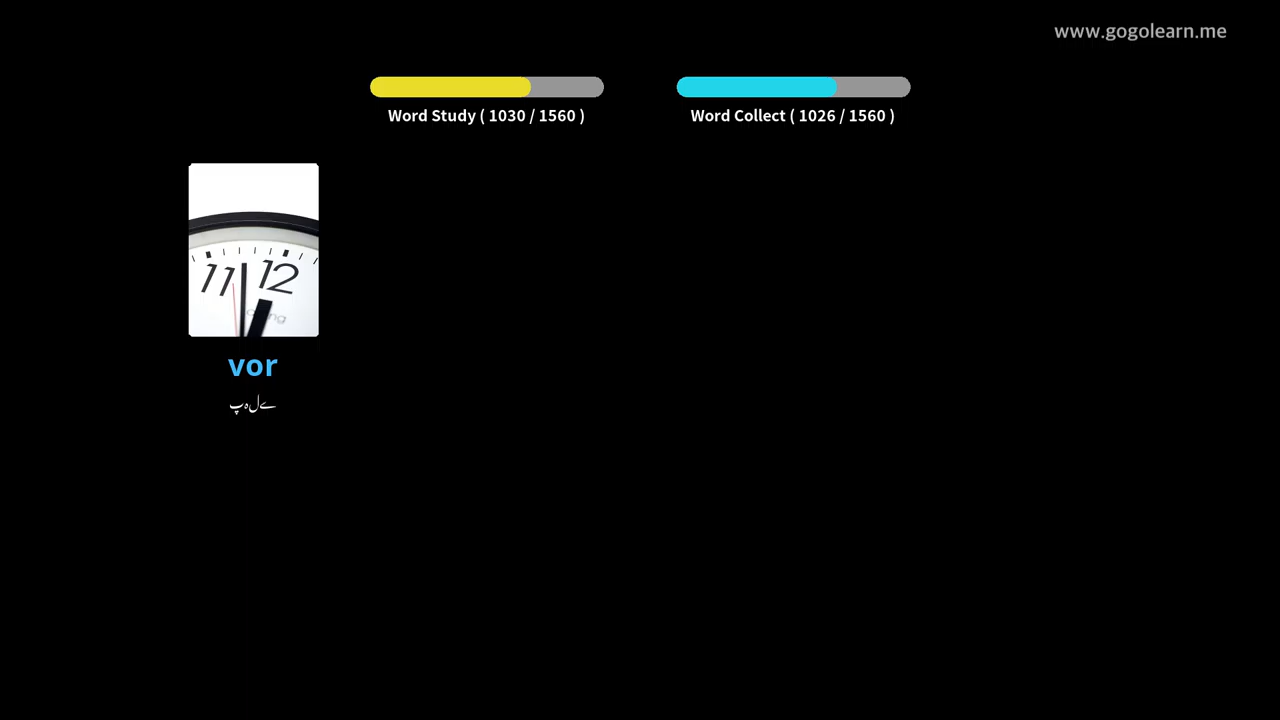 www.gogolearn.me
Word Study ( 1030 / 1560 )
Word Collect ( 1026 / 1560 )
11 12
vor
پہلے